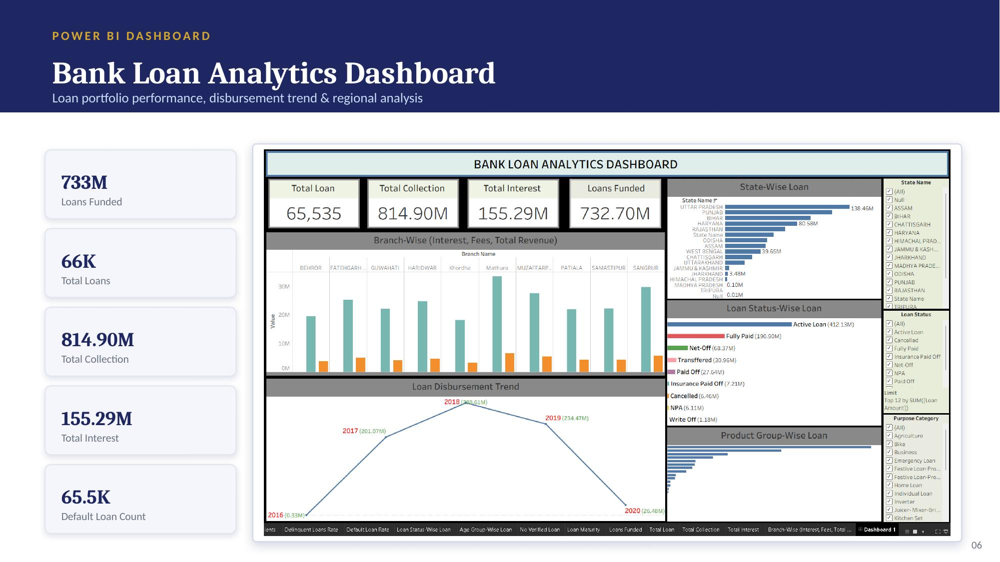 POWER BI DASHBOARD
Bank Loan Analytics Dashboard
Loan portfolio performance, disbursement trend & regional analysis
733M
Loans Funded
66K
Total Loans
814.90M
Total Collection
155.29M
Total Interest
65.5K
Default Loan Count
BANK LOAN ANALYTICS DASHBOARD
Total Loan
65,535
Total Collection
814.90M
Total Interest
155.29M
Loans Funded
732.70M
Branch-Wise (Interest, Fees, Total Revenue)
Branch Name
BEHROR FATEHGARH .. GUWAHATI HARIDWAR Khordha Mathura MUZAFFARP.. PATIALA SAMASTIPUR SANGRUR
Value
30M
20M
10M
0M
Loan Disbursement Trend
2016 (0.33M)
2017 (201.07M)
2018
2019 (234.47M)
2020 (26.48M)
State-Wise Loan
State Name
UTTAR PRADESH 138.46M
PUNJAB
BIHAR
HARYANA 80.58M
RAJASTHAN
State Name
ODISHA
ASSAM
WEST BENGAL 39.65M
CHATTISGARH
UTTARAKHAND
JAMMU & KASHMIR
JHARKHAND 3.48M
HIMACHAL PRADESH
MADHYA PRADESH 0.10M
TRIPURA
Null 0.01M
Loan Status-Wise Loan
Active Loan (412.13M)
Fully Paid (190.90M)
Net-Off (68.37M)
Transffered (30.96M)
Paid Off (27.64M)
Insurance Paid Off (7.21M)
Cancelled (6.46M)
NPA (6.11M)
Write Off (1.18M)
Product Group-Wise Loan
State Name
(All)
Null
ASSAM
BIHAR
CHATTISGARH
HARYANA
HIMACHAL PRAD...
JAMMU & KASH...
JHARKHAND
MADHYA PRADE...
ODISHA
PUNJAB
RAJASTHAN
State Name
TRIPURA
Loan Status
(All)
Active Loan
Cancelled
Fully Paid
Insurance Paid Off
Net-Off
NPA
Paid Off
Limit
Top 12 by SUM([Loan
Amount])
Purpose Category
(All)
Agriculture
Bike
Business
Emergency Loan
Festive Loan-Pro...
Festive Loan-Pro...
Home Loan
Individual Loan
Inverter
Juicer- Mixer-Gri...
Kitchen Set
ients Delinquent Loans Rate Default Loan Rate Loan Status-Wise Loan Age Group-Wise Loan No Verified Loan Loan Maturity Loans Funded Total Loan Total Collection Total Interest Branch-Wise (Interest, Fees, Total ... Dashboard 1
06